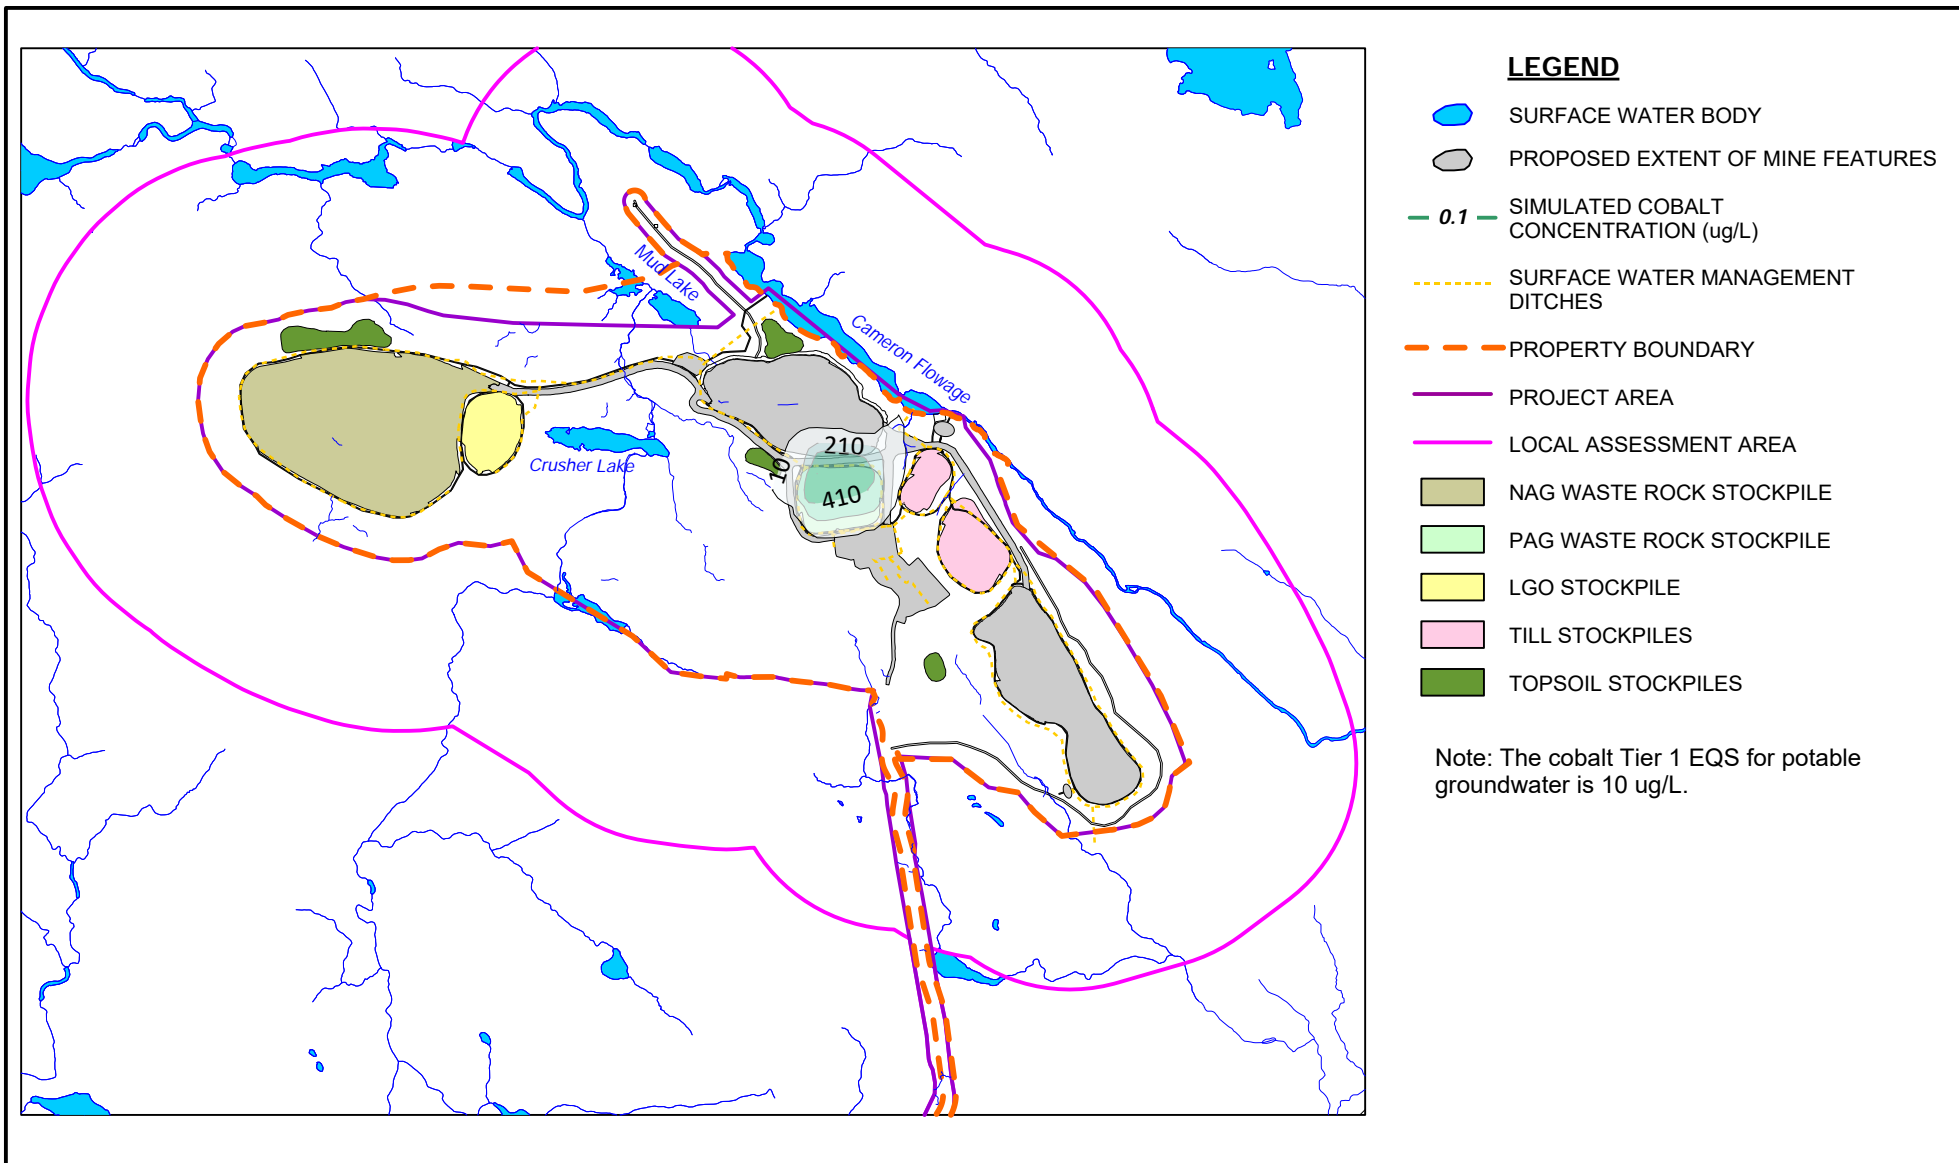 LEGEND
SURFACE WATER BODY
PROPOSED EXTENT OF MINE FEATURES
0.1
SIMULATED COBALT
CONCENTRATION (ug/L)
SURFACE WATER MANAGEMENT
DITCHES
PROPERTY BOUNDARY
PROJECT AREA
LOCAL ASSESSMENT AREA
NAG WASTE ROCK STOCKPILE
PAG WASTE ROCK STOCKPILE
LGO STOCKPILE
TILL STOCKPILES
TOPSOIL STOCKPILES
Note: The cobalt Tier 1 EQS for potable
groundwater is 10 ug/L.
Mud Lake
Cameron Flowage
Crusher Lake
210
10
410